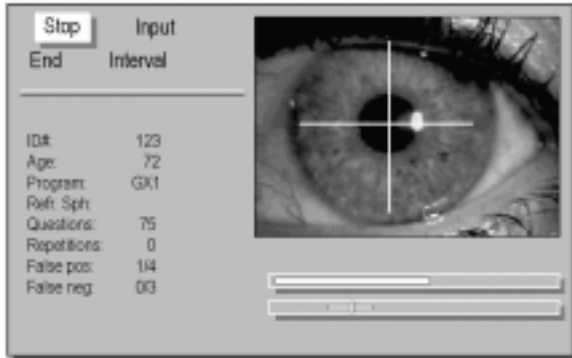 Stop Input
End Interval
ID#: 123
Age: 72
Program: GX1
Refr. Sph:
Questions: 75
Repetitions: 0
False pos: 1/4
False neg: 0/3